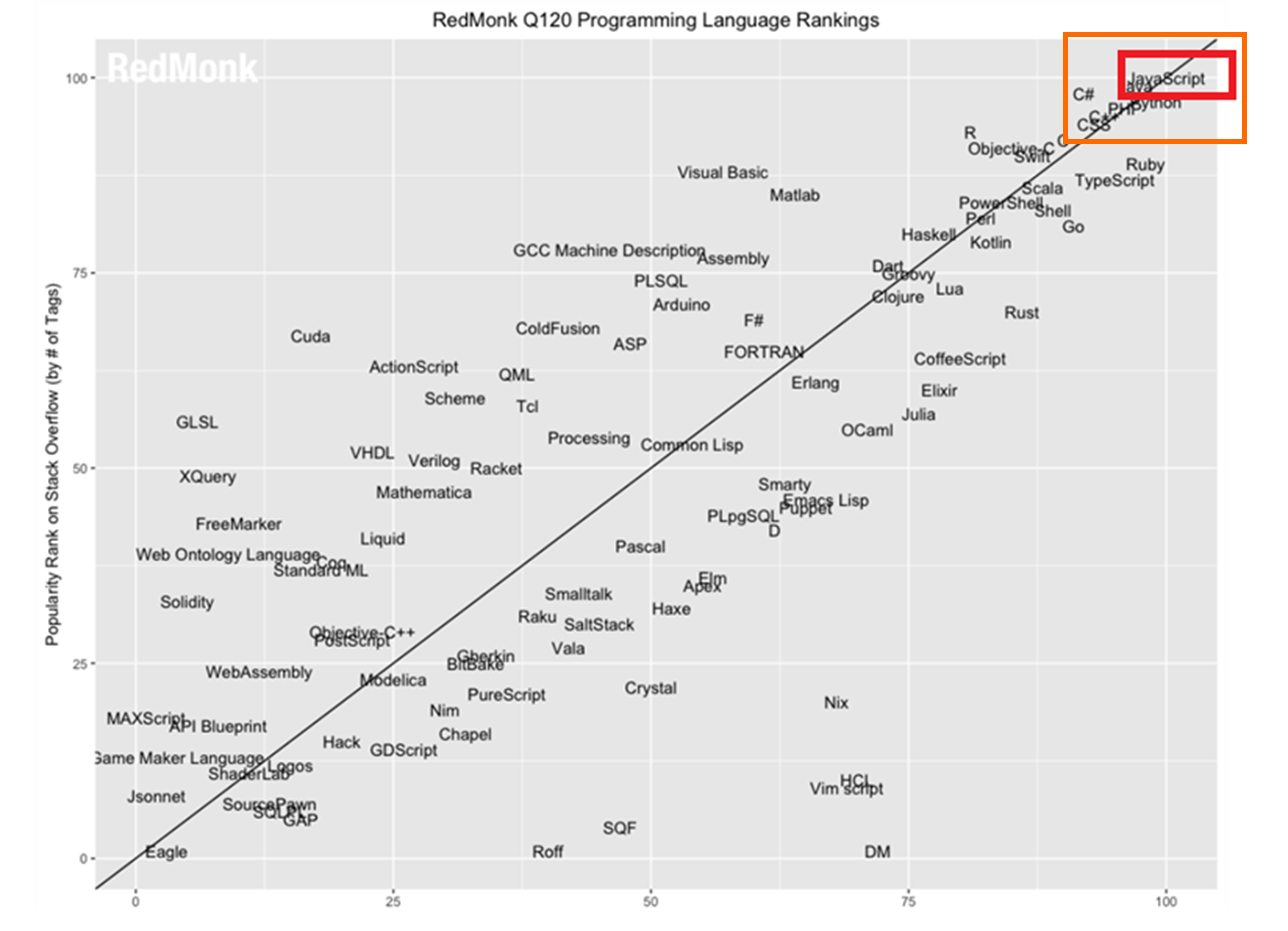 RedMonk Q120 Programming Language Rankings
RedMonk
Popularity Rank on Stack Overflow (by # of Tags)
100
75
50
25
0
JavaScript
Java
C#
Python
PHP
C++
CSS
R
C
Objective-C
Swift
Ruby
Visual Basic
TypeScript
Matlab
Scala
PowerShell
Shell
Perl
Go
Haskell
Kotlin
GCC Machine Description
Assembly
Dart
Groovy
PLSQL
Lua
Clojure
Arduino
Rust
F#
ColdFusion
Cuda
ASP
FORTRAN
CoffeeScript
ActionScript
QML
Erlang
Elixir
Scheme
Tcl
Julia
GLSL
OCaml
Processing
Common Lisp
VHDL
Verilog
Racket
XQuery
Smarty
Mathematica
Emacs Lisp
Puppet
PLpgSQL
FreeMarker
D
Liquid
Pascal
Web Ontology Language
Coq
Standard ML
Elm
Apex
Smalltalk
Solidity
Haxe
Raku
SaltStack
Objective-C++
PostScript
Vala
Gherkin
BitBake
WebAssembly
Modelica
Crystal
PureScript
Nix
Nim
MAXScript
API Blueprint
Chapel
Hack
GDScript
Game Maker Language
Logos
ShaderLab
HCL
Vim script
Jsonnet
SourcePawn
SQLPL
GAP
SQF
Eagle
Roff
DM
0 25 50 75 100